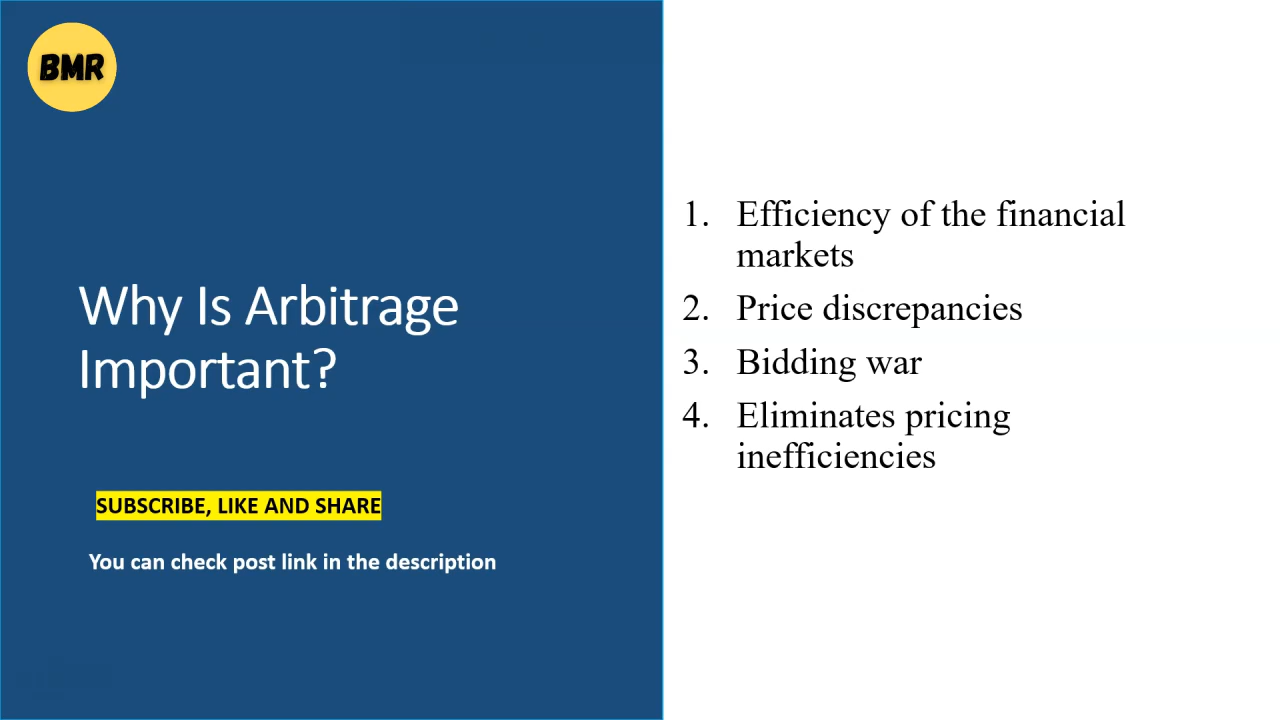 BMR
Why Is Arbitrage
Important?
SUBSCRIBE, LIKE AND SHARE
You can check post link in the description
1. Efficiency of the financial
markets
2. Price discrepancies
3. Bidding war
4. Eliminates pricing
inefficiencies